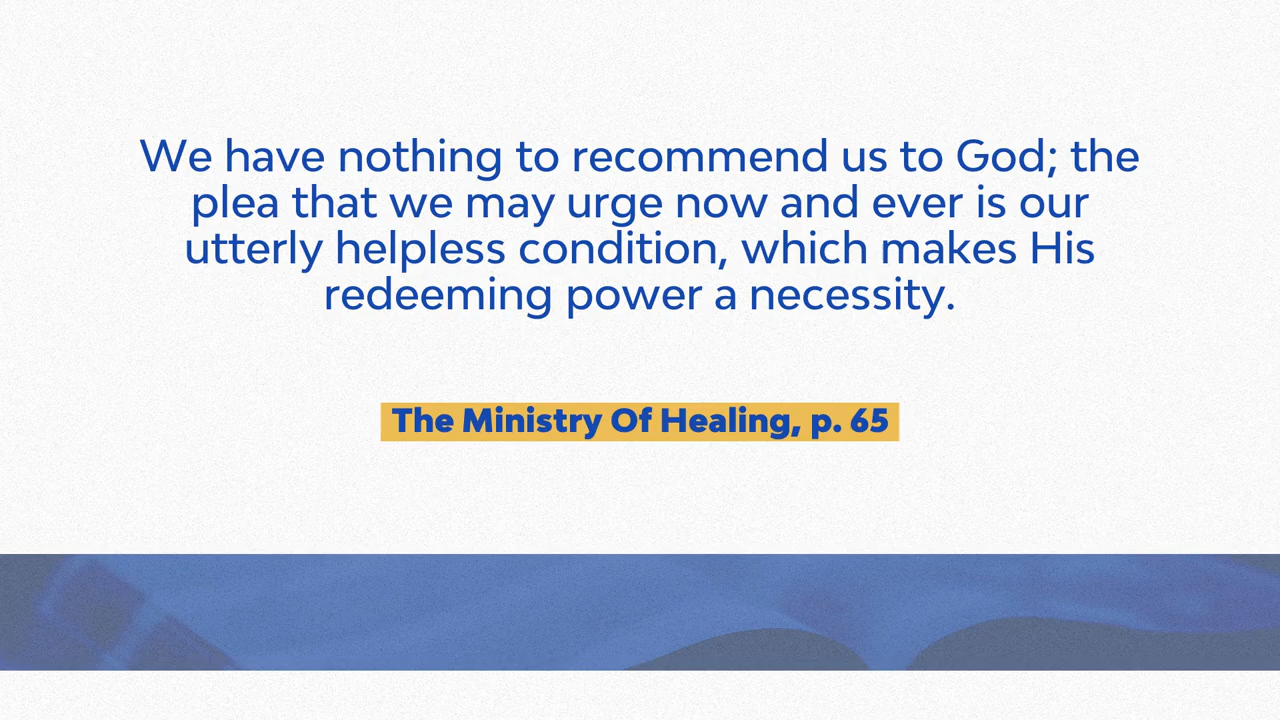 We have nothing to recommend us to God; the
plea that we may urge now and ever is our
utterly helpless condition, which makes His
redeeming power a necessity.
The Ministry Of Healing, p. 65